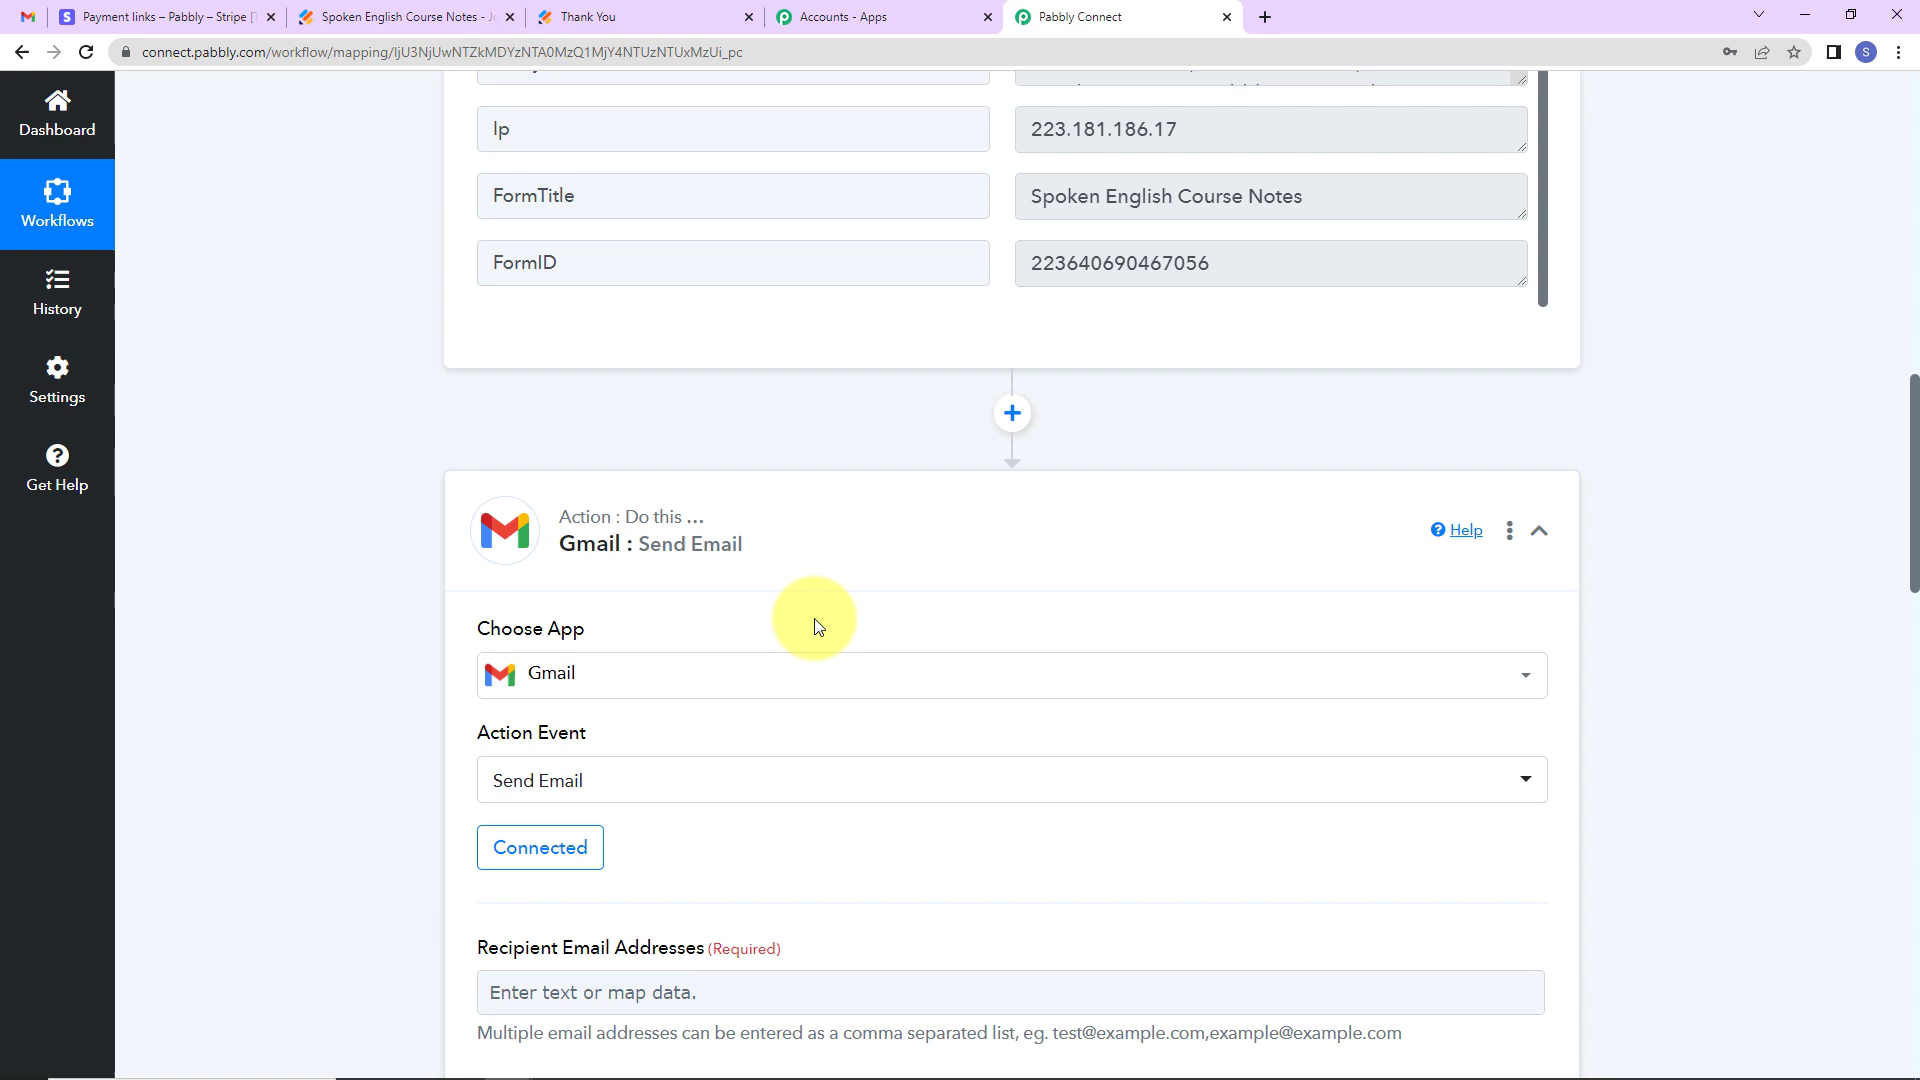 Payment links – Pabbly – Stripe [T
Spoken English Course Notes - Jo
Thank You
Accounts - Apps
Pabbly Connect
connect.pabbly.com/workflow/mapping/IjU3NjUwNTZkMDYzNTA0MzQ1MjY4NTUzNTUxMzUi_pc
S
Dashboard
Workflows
History
Settings
Get Help
Ip
223.181.186.17
FormTitle
Spoken English Course Notes
FormID
223640690467056
Action : Do this ...
Gmail : Send Email
Help
Choose App
Gmail
Action Event
Send Email
Connected
Recipient Email Addresses (Required)
Enter text or map data.
Multiple email addresses can be entered as a comma separated list, eg. test@example.com,example@example.com